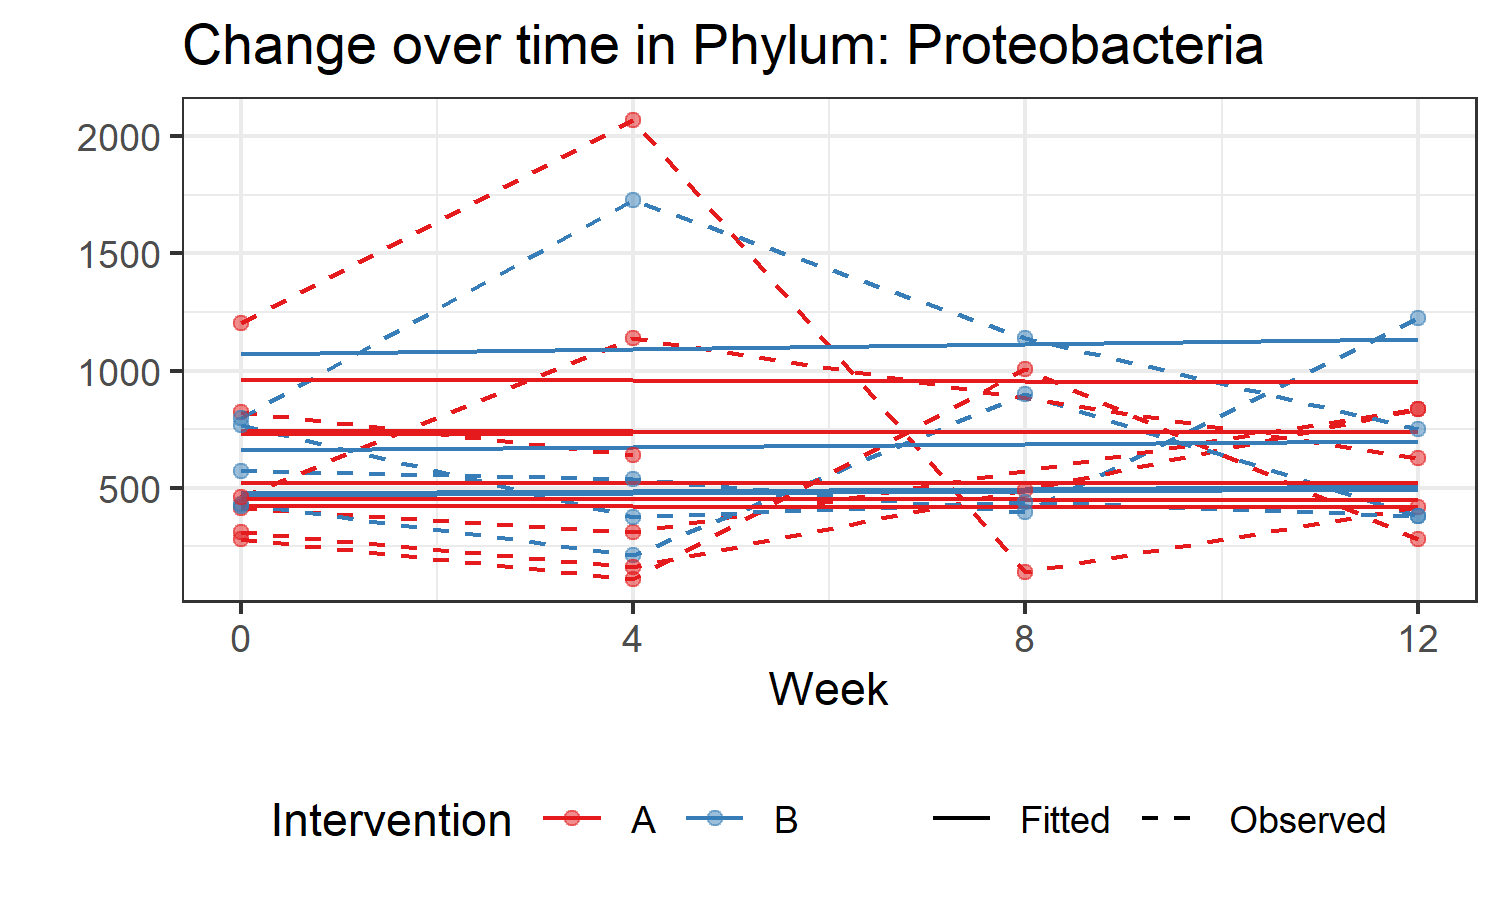 Change over time in Phylum: Proteobacteria
2000
1500
1000
500
0 4 8 12
Week
Intervention A B Fitted Observed